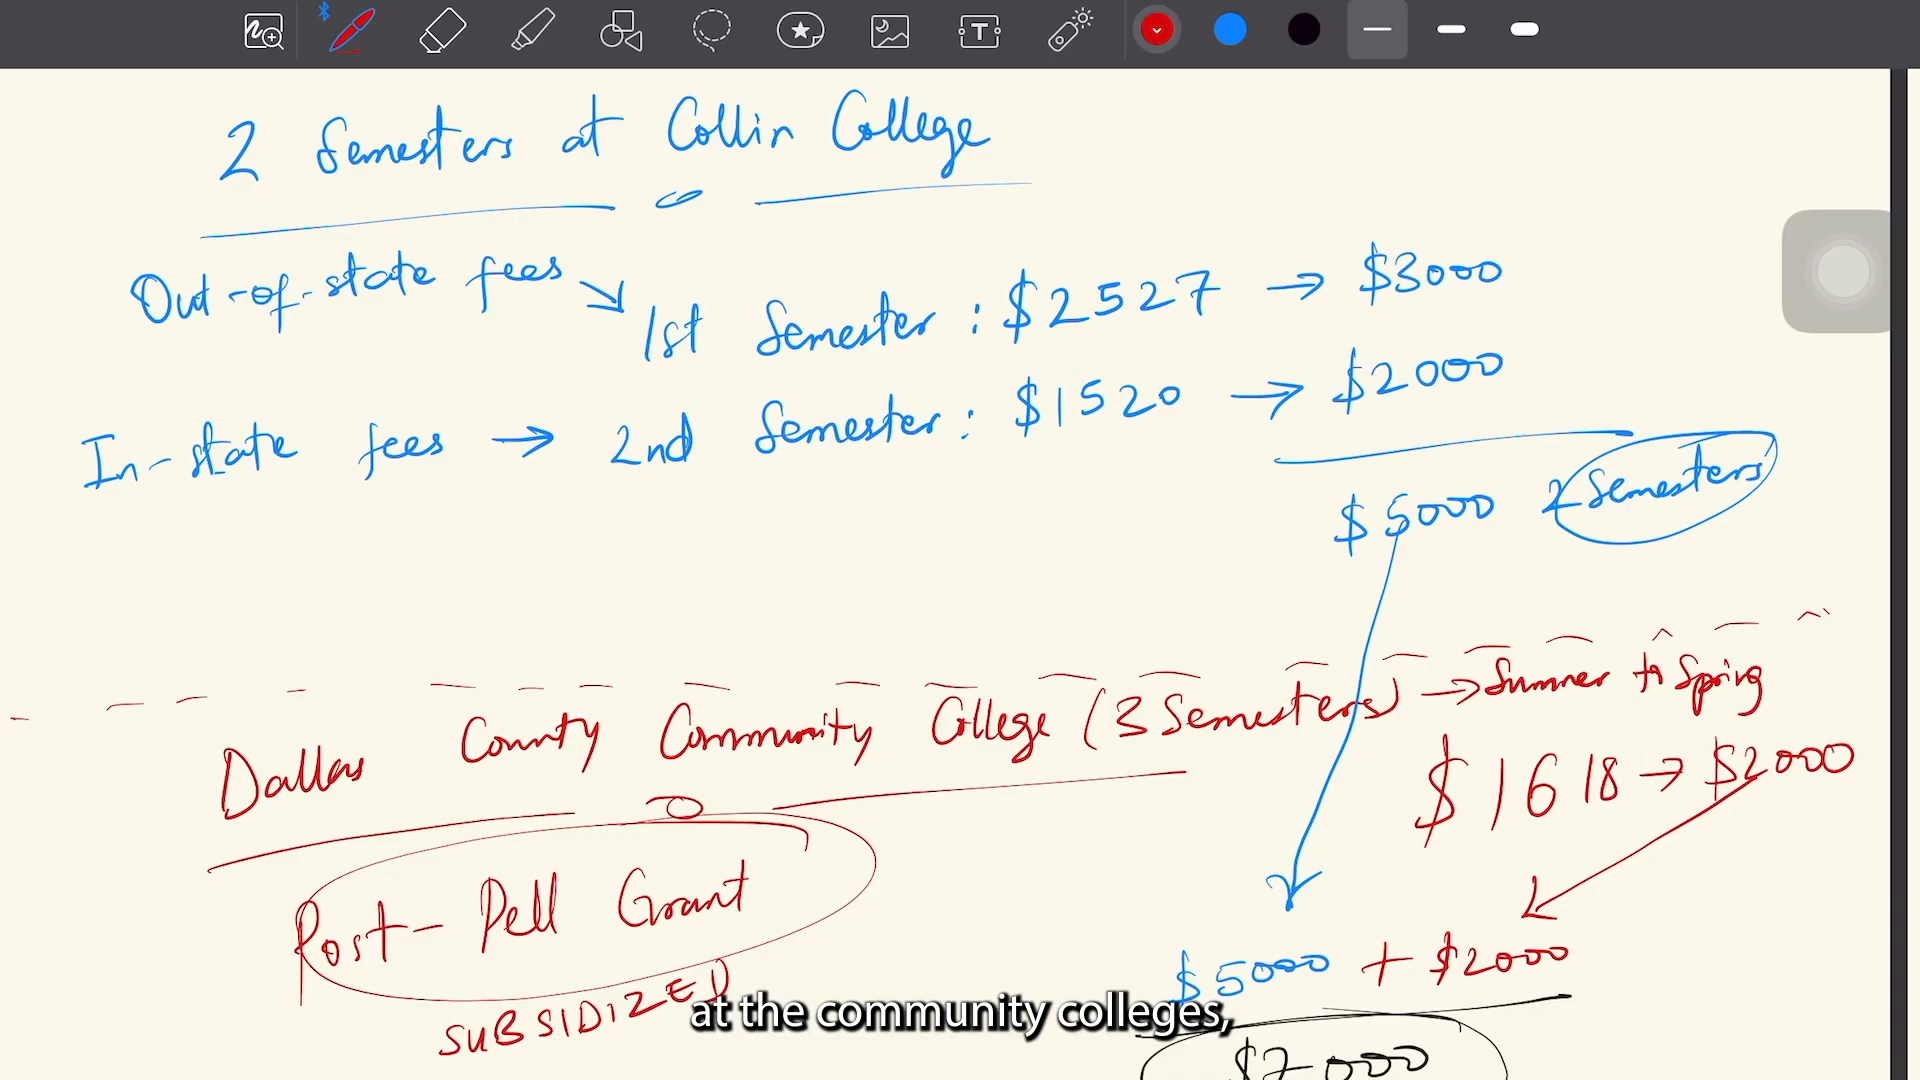 2 Semesters at Collin College
Out-of-state fees ↘ 1st Semester : $2527 → $3000
In-state fees → 2nd Semester : $1520 → $2000
$5000 2 Semesters
Dallas County Community College (3 Semesters) → Summer to Spring
$1618 → $2000
Post-Pell Grant
SUBSIDIZED
$5000 + $2000
at the community colleges,
$7000